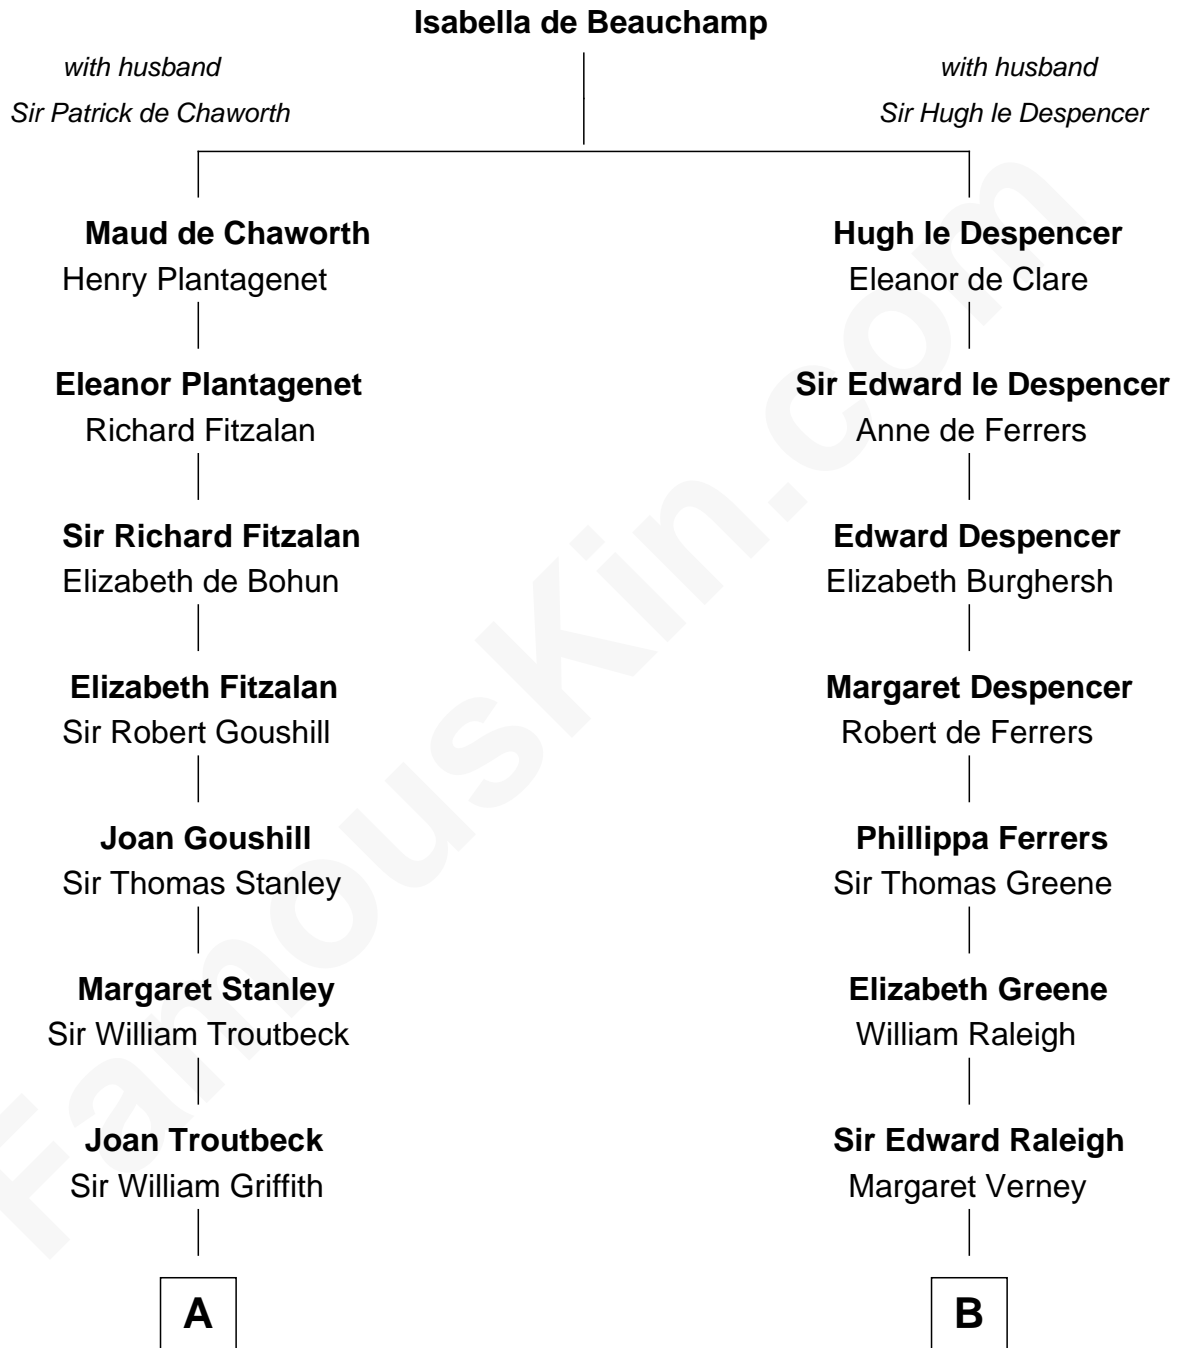 Isabella de Beauchamp
with husband
Sir Patrick de Chaworth
with husband
Sir Hugh le Despencer
Maud de Chaworth
Henry Plantagenet
Hugh le Despencer
Eleanor de Clare
Eleanor Plantagenet
Richard Fitzalan
Sir Edward le Despencer
Anne de Ferrers
Sir Richard Fitzalan
Elizabeth de Bohun
Edward Despencer
Elizabeth Burghersh
Elizabeth Fitzalan
Sir Robert Goushill
Margaret Despencer
Robert de Ferrers
Joan Goushill
Sir Thomas Stanley
Phillippa Ferrers
Sir Thomas Greene
Margaret Stanley
Sir William Troutbeck
Elizabeth Greene
William Raleigh
Joan Troutbeck
Sir William Griffith
Sir Edward Raleigh
Margaret Verney
A
B
FamousKin.com